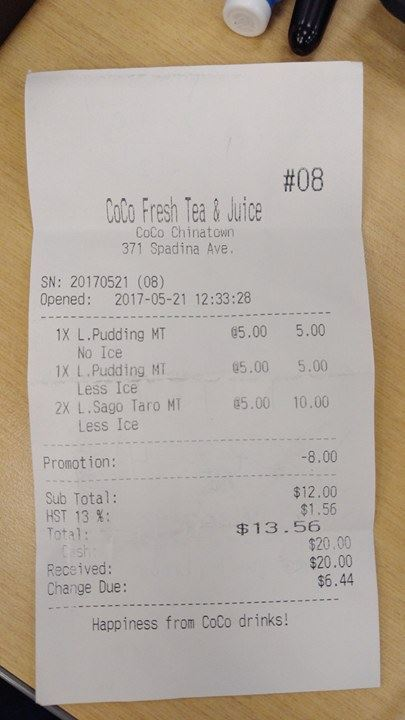 #08
CoCo Fresh Tea & Juice
CoCo Chinatown
371 Spadina Ave.
SN: 20170521 (08)
Opened: 2017-05-21 12:33:28
1X L.Pudding MT @5.00 5.00
No Ice
1X L.Pudding MT @5.00 5.00
Less Ice
2X L.Sago Taro MT @5.00 10.00
Less Ice
Promotion: -8.00
Sub Total: $12.00
HST 13 %: $1.56
Total: $13.56
Cash: $20.00
Received: $20.00
Change Due: $6.44
Happiness from CoCo drinks!